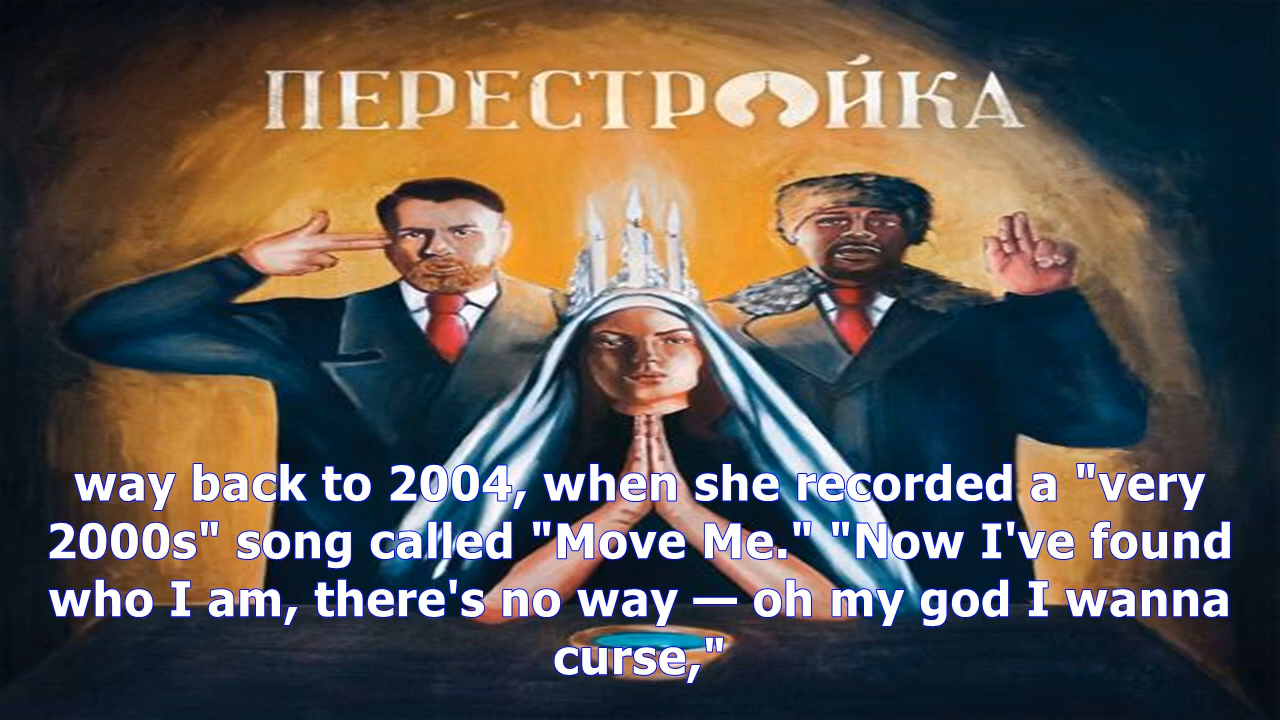 ПЕРЕСТРОЙКА
way back to 2004, when she recorded a "very
2000s" song called "Move Me." "Now I've found
who I am, there's no way — oh my god I wanna
curse,"